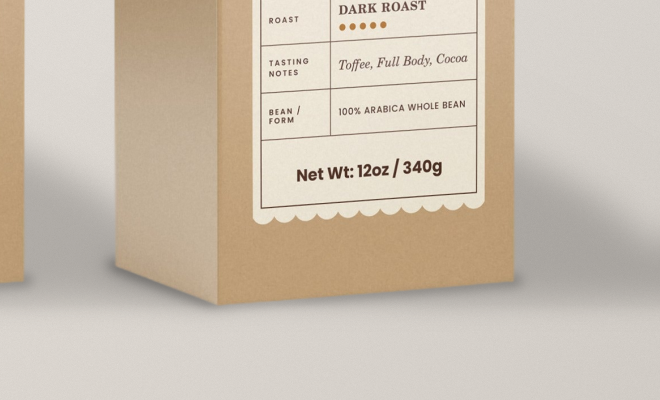 ROAST
DARK ROAST
TASTING
NOTES
Toffee, Full Body, Cocoa
BEAN /
FORM
100% ARABICA WHOLE BEAN
Net Wt: 12oz / 340g